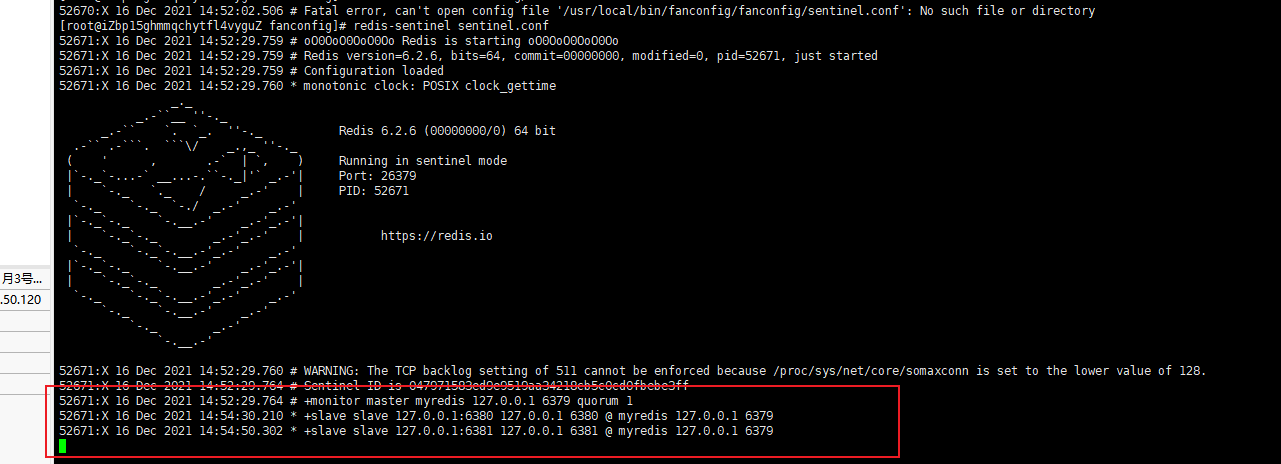 52670:X 16 Dec 2021 14:52:02.506 # Fatal error, can't open config file '/usr/local/bin/fanconfig/fanconfig/sentinel.conf': No such file or directory
[root@iZbp15ghmmqchytfl4vyguZ fanconfig]# redis-sentinel sentinel.conf
52671:X 16 Dec 2021 14:52:29.759 # oO0OoO0OoO0Oo Redis is starting oO0OoO0OoO0Oo
52671:X 16 Dec 2021 14:52:29.759 # Redis version=6.2.6, bits=64, commit=00000000, modified=0, pid=52671, just started
52671:X 16 Dec 2021 14:52:29.759 # Configuration loaded
52671:X 16 Dec 2021 14:52:29.760 * monotonic clock: POSIX clock_gettime
Redis 6.2.6 (00000000/0) 64 bit
Running in sentinel mode
Port: 26379
PID: 52671
https://redis.io
月3号...
.50.120
52671:X 16 Dec 2021 14:52:29.760 # WARNING: The TCP backlog setting of 511 cannot be enforced because /proc/sys/net/core/somaxconn is set to the lower value of 128.
52671:X 16 Dec 2021 14:52:29.764 # Sentinel ID is
52671:X 16 Dec 2021 14:52:29.764 # +monitor master myredis 127.0.0.1 6379 quorum 1
52671:X 16 Dec 2021 14:54:30.210 * +slave slave 127.0.0.1:6380 127.0.0.1 6380 @ myredis 127.0.0.1 6379
52671:X 16 Dec 2021 14:54:50.302 * +slave slave 127.0.0.1:6381 127.0.0.1 6381 @ myredis 127.0.0.1 6379